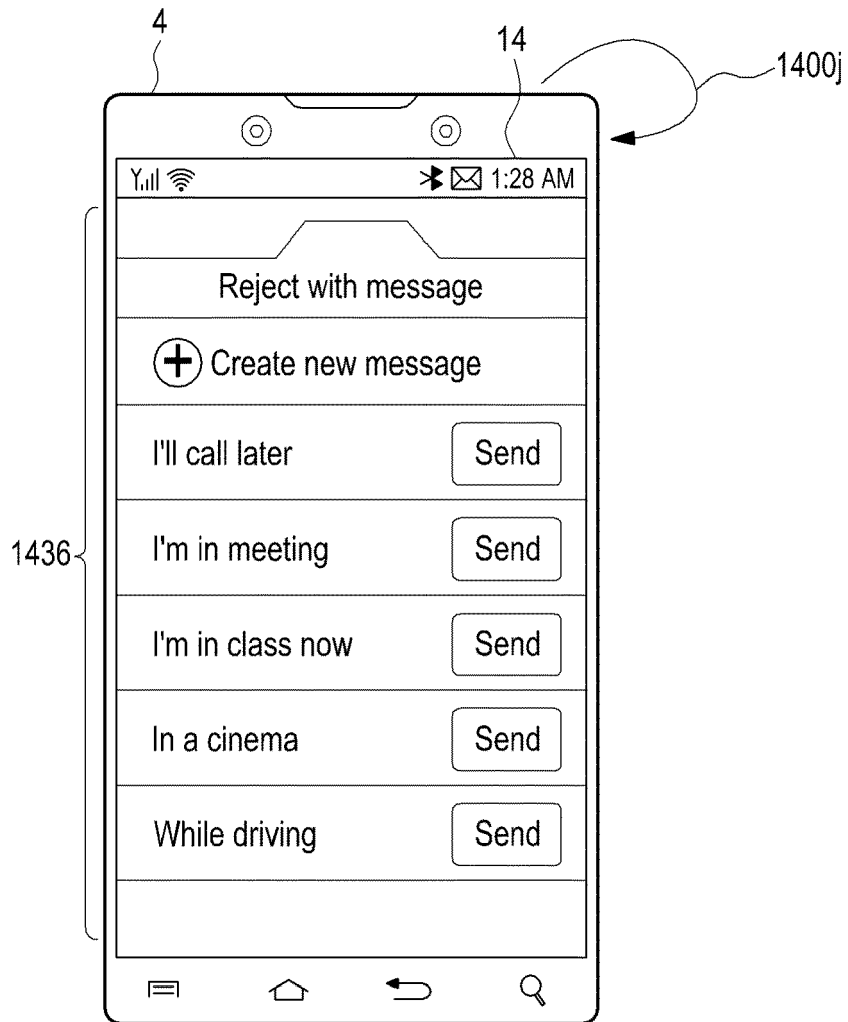 4
14
1400j
1:28 AM
Reject with message
Create new message
I'll call later Send
I'm in meeting Send
1436
I'm in class now Send
In a cinema Send
While driving Send